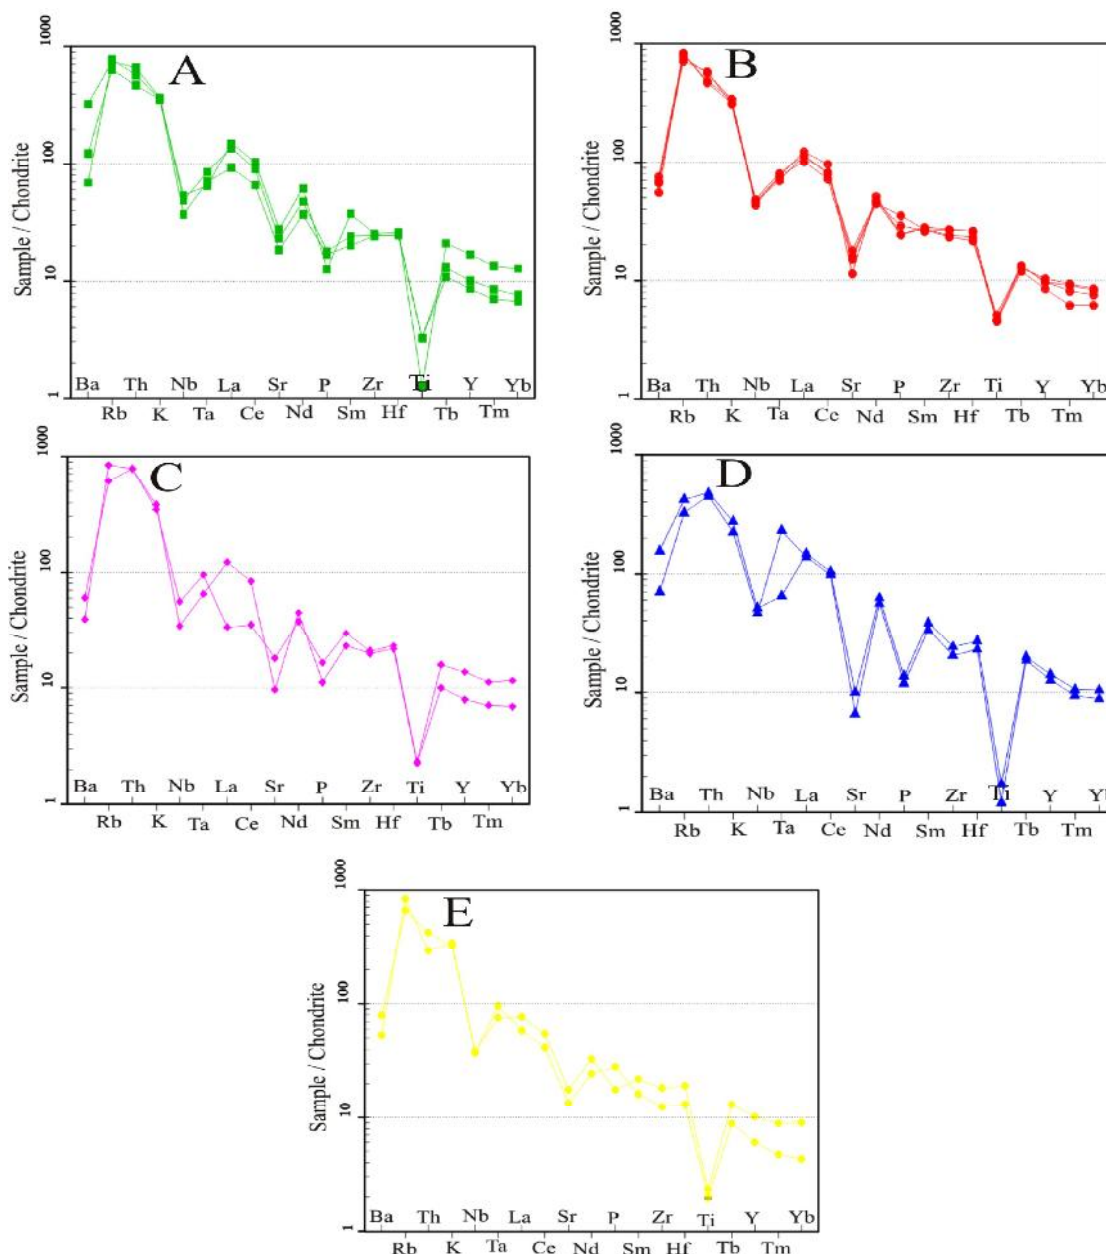 A
Sample / Chondrite
1000
100
10
1
Ba Th Nb La Sr P Zr Ti Y Yb
Rb K Ta Ce Nd Sm Hf Tb Tm
B
Sample / Chondrite
1000
100
10
1
Ba Th Nb La Sr P Zr Ti Y Yb
Rb K Ta Ce Nd Sm Hf Tb Tm
C
Sample / Chondrite
1000
100
10
1
Ba Th Nb La Sr P Zr Ti Y Yb
Rb K Ta Ce Nd Sm Hf Tb Tm
D
Sample / Chondrite
1000
100
10
1
Ba Th Nb La Sr P Zr Ti Y Yb
Rb K Ta Ce Nd Sm Hf Tb Tm
E
Sample / Chondrite
1000
100
10
1
Ba Th Nb La Sr P Zr Ti Y Yb
Rb K Ta Ce Nd Sm Hf Tb Tm